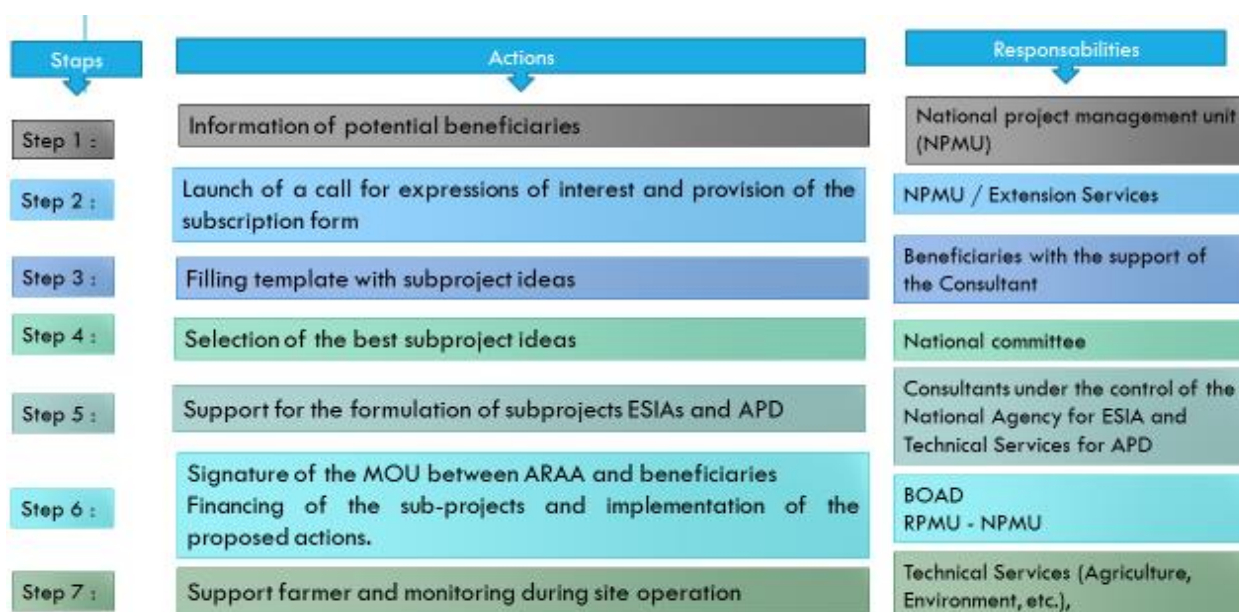 Staps
Actions
Responsabilities
Step 1 :
Information of potential beneficiaries
National project management unit
(NPMU)
Step 2 :
Launch of a call for expressions of interest and provision of the
subscription form
NPMU / Extension Services
Step 3 :
Filling template with subproject ideas
Beneficiaries with the support of
the Consultant
Step 4 :
Selection of the best subproject ideas
National committee
Step 5 :
Support for the formulation of subprojects ESIAs and APD
Consultants under the control of the
National Agency for ESIA and
Technical Services for APD
Step 6 :
Signature of the MOU between ARAA and beneficiaries
Financing of the sub-projects and implementation of the
proposed actions.
BOAD
RPMU - NPMU
Step 7 :
Support farmer and monitoring during site operation
Technical Services (Agriculture,
Environment, etc.),